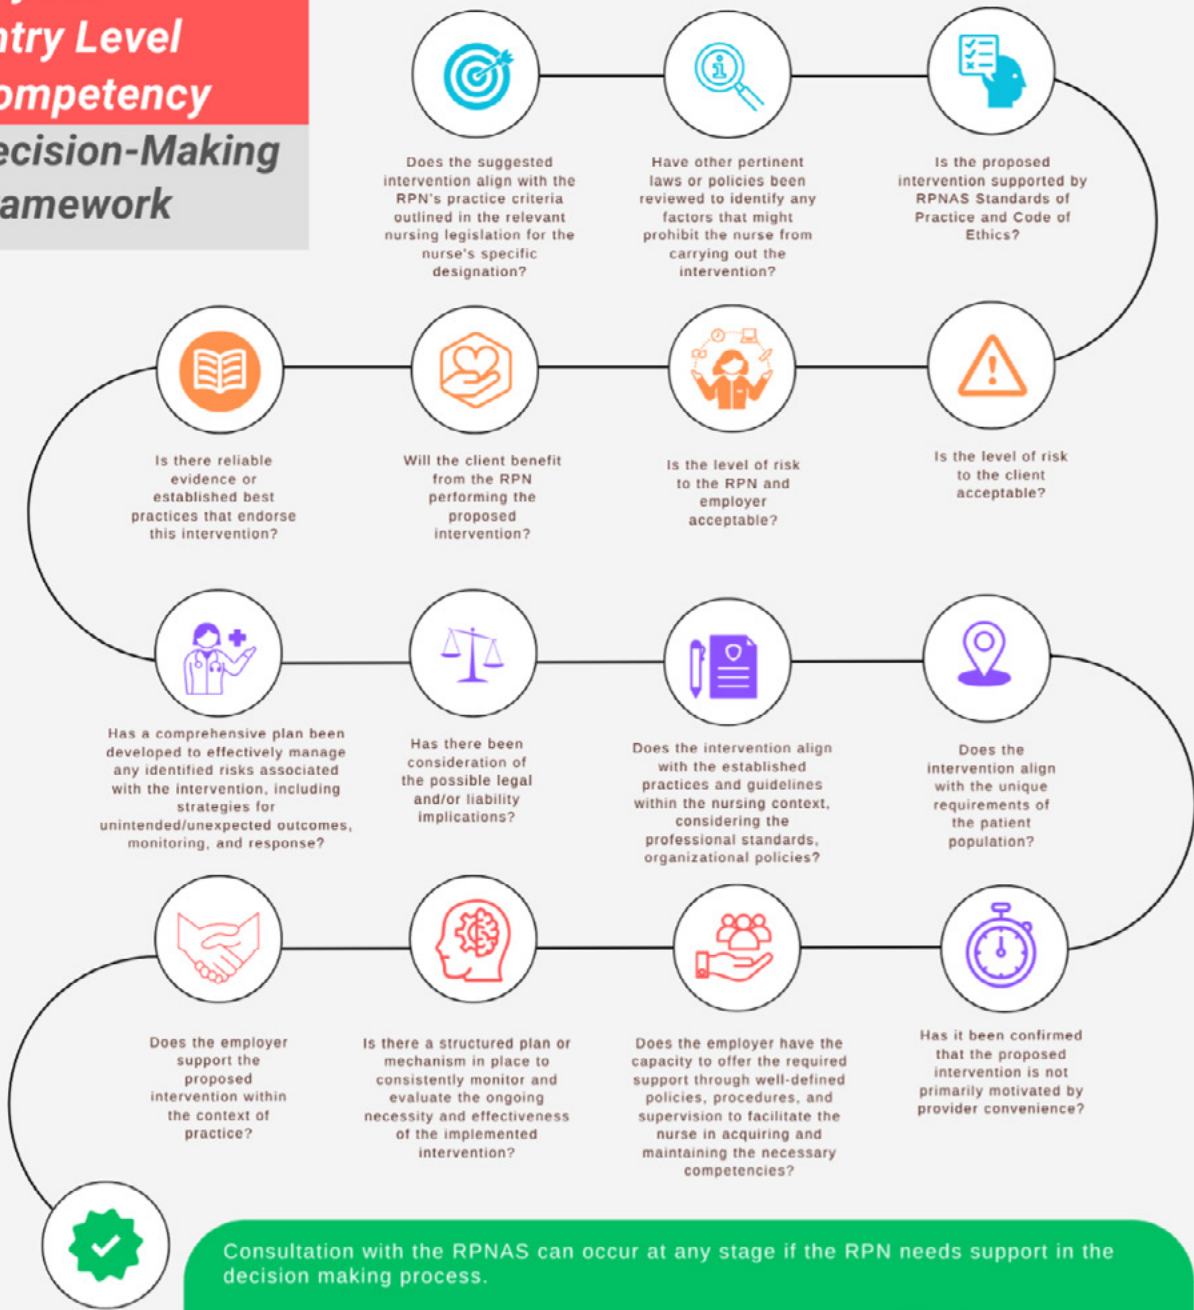 ntry Level
ompetency
ecision-Making
amework
Does the suggested
intervention align with the
RPN's practice criteria
outlined in the relevant
nursing legislation for the
nurse's specific
designation?
Have other pertinent
laws or policies been
reviewed to identify any
factors that might
prohibit the nurse from
carrying out the
intervention?
Is the proposed
intervention supported by
RPNAS Standards of
Practice and Code of
Ethics?
Is the level of risk
to the client
acceptable?
Is the level of risk
to the RPN and
employer
acceptable?
Will the client benefit
from the RPN
performing the
proposed
intervention?
Is there reliable
evidence or
established best
practices that endorse
this intervention?
Has a comprehensive plan been
developed to effectively manage
any identified risks associated
with the intervention, including
strategies for
unintended/unexpected outcomes,
monitoring, and response?
Has there been
consideration of
the possible legal
and/or liability
implications?
Does the intervention align
with the established
practices and guidelines
within the nursing context,
considering the
professional standards,
organizational policies?
Does the
intervention align
with the unique
requirements of
the patient
population?
Has it been confirmed
that the proposed
intervention is not
primarily motivated by
provider convenience?
Does the employer have the
capacity to offer the required
support through well-defined
policies, procedures, and
supervision to facilitate the
nurse in acquiring and
maintaining the necessary
competencies?
Is there a structured plan or
mechanism in place to
consistently monitor and
evaluate the ongoing
necessity and effectiveness
of the implemented
intervention?
Does the employer
support the
proposed
intervention within
the context of
practice?
Consultation with the RPNAS can occur at any stage if the RPN needs support in the
decision making process.